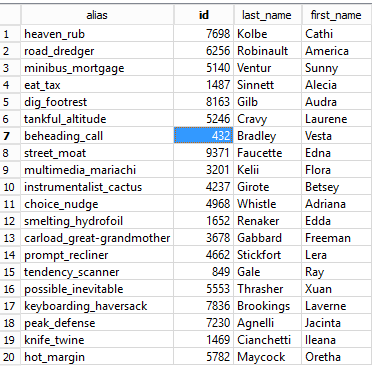 alias id last_name first_name
1 heaven_rub 7698 Kolbe Cathi
2 road_dredger 6256 Robinault America
3 minibus_mortgage 5140 Ventur Sunny
4 eat_tax 1487 Sinnett Alecia
5 dig_footrest 8163 Gilb Audra
6 tankful_altitude 5246 Cravy Laurene
7 beheading_call 432 Bradley Vesta
8 street_moat 9371 Faucette Edna
9 multimedia_mariachi 3201 Kelii Flora
10 instrumentalist_cactus 4237 Girote Betsey
11 choice_nudge 4968 Whistle Adriana
12 smelting_hydrofoil 1652 Renaker Edda
13 carload_great-grandmother 3678 Gabbard Freeman
14 prompt_recliner 4662 Stickfort Lera
15 tendency_scanner 849 Gale Ray
16 possible_inevitable 5553 Thrasher Xuan
17 keyboarding_haversack 7836 Brookings Laverne
18 peak_defense 7230 Agnelli Jacinta
19 knife_twine 1469 Cianchetti Ileana
20 hot_margin 5782 Maycock Oretha